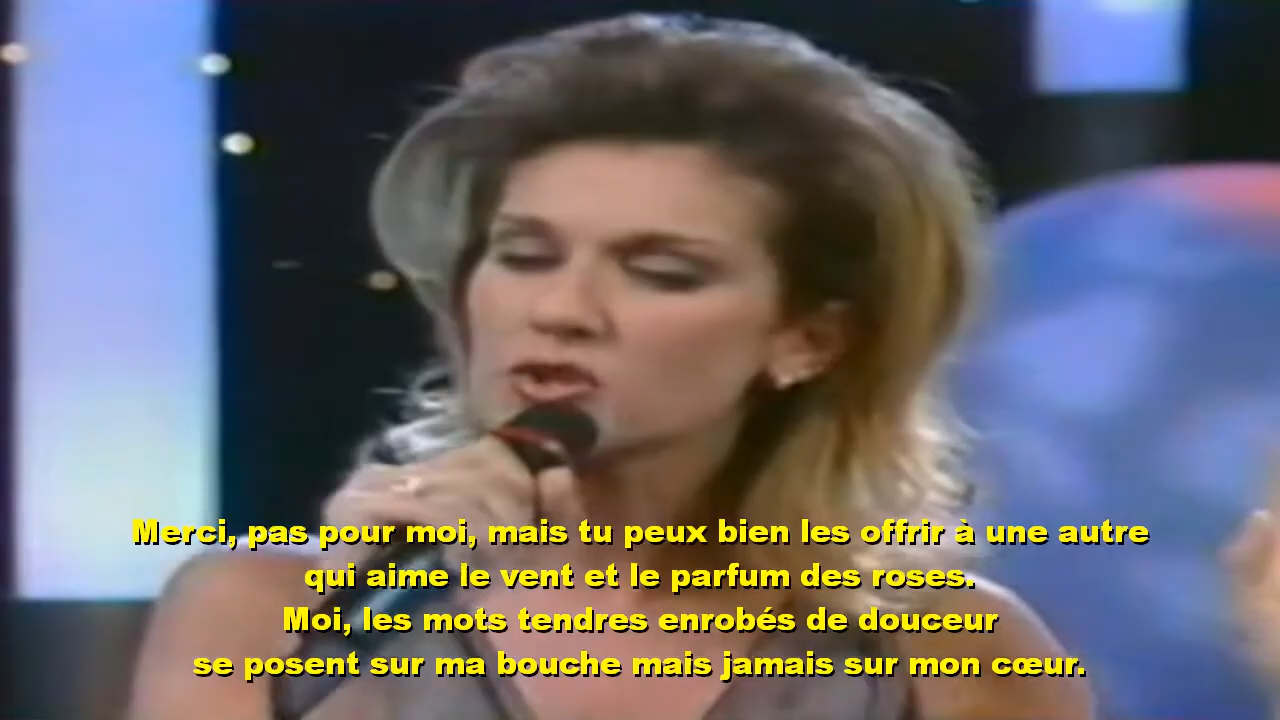 Merci, pas pour moi, mais tu peux bien les offrir à une autre
qui aime le vent et le parfum des roses.
Moi, les mots tendres enrobés de douceur
se posent sur ma bouche mais jamais sur mon cœur.